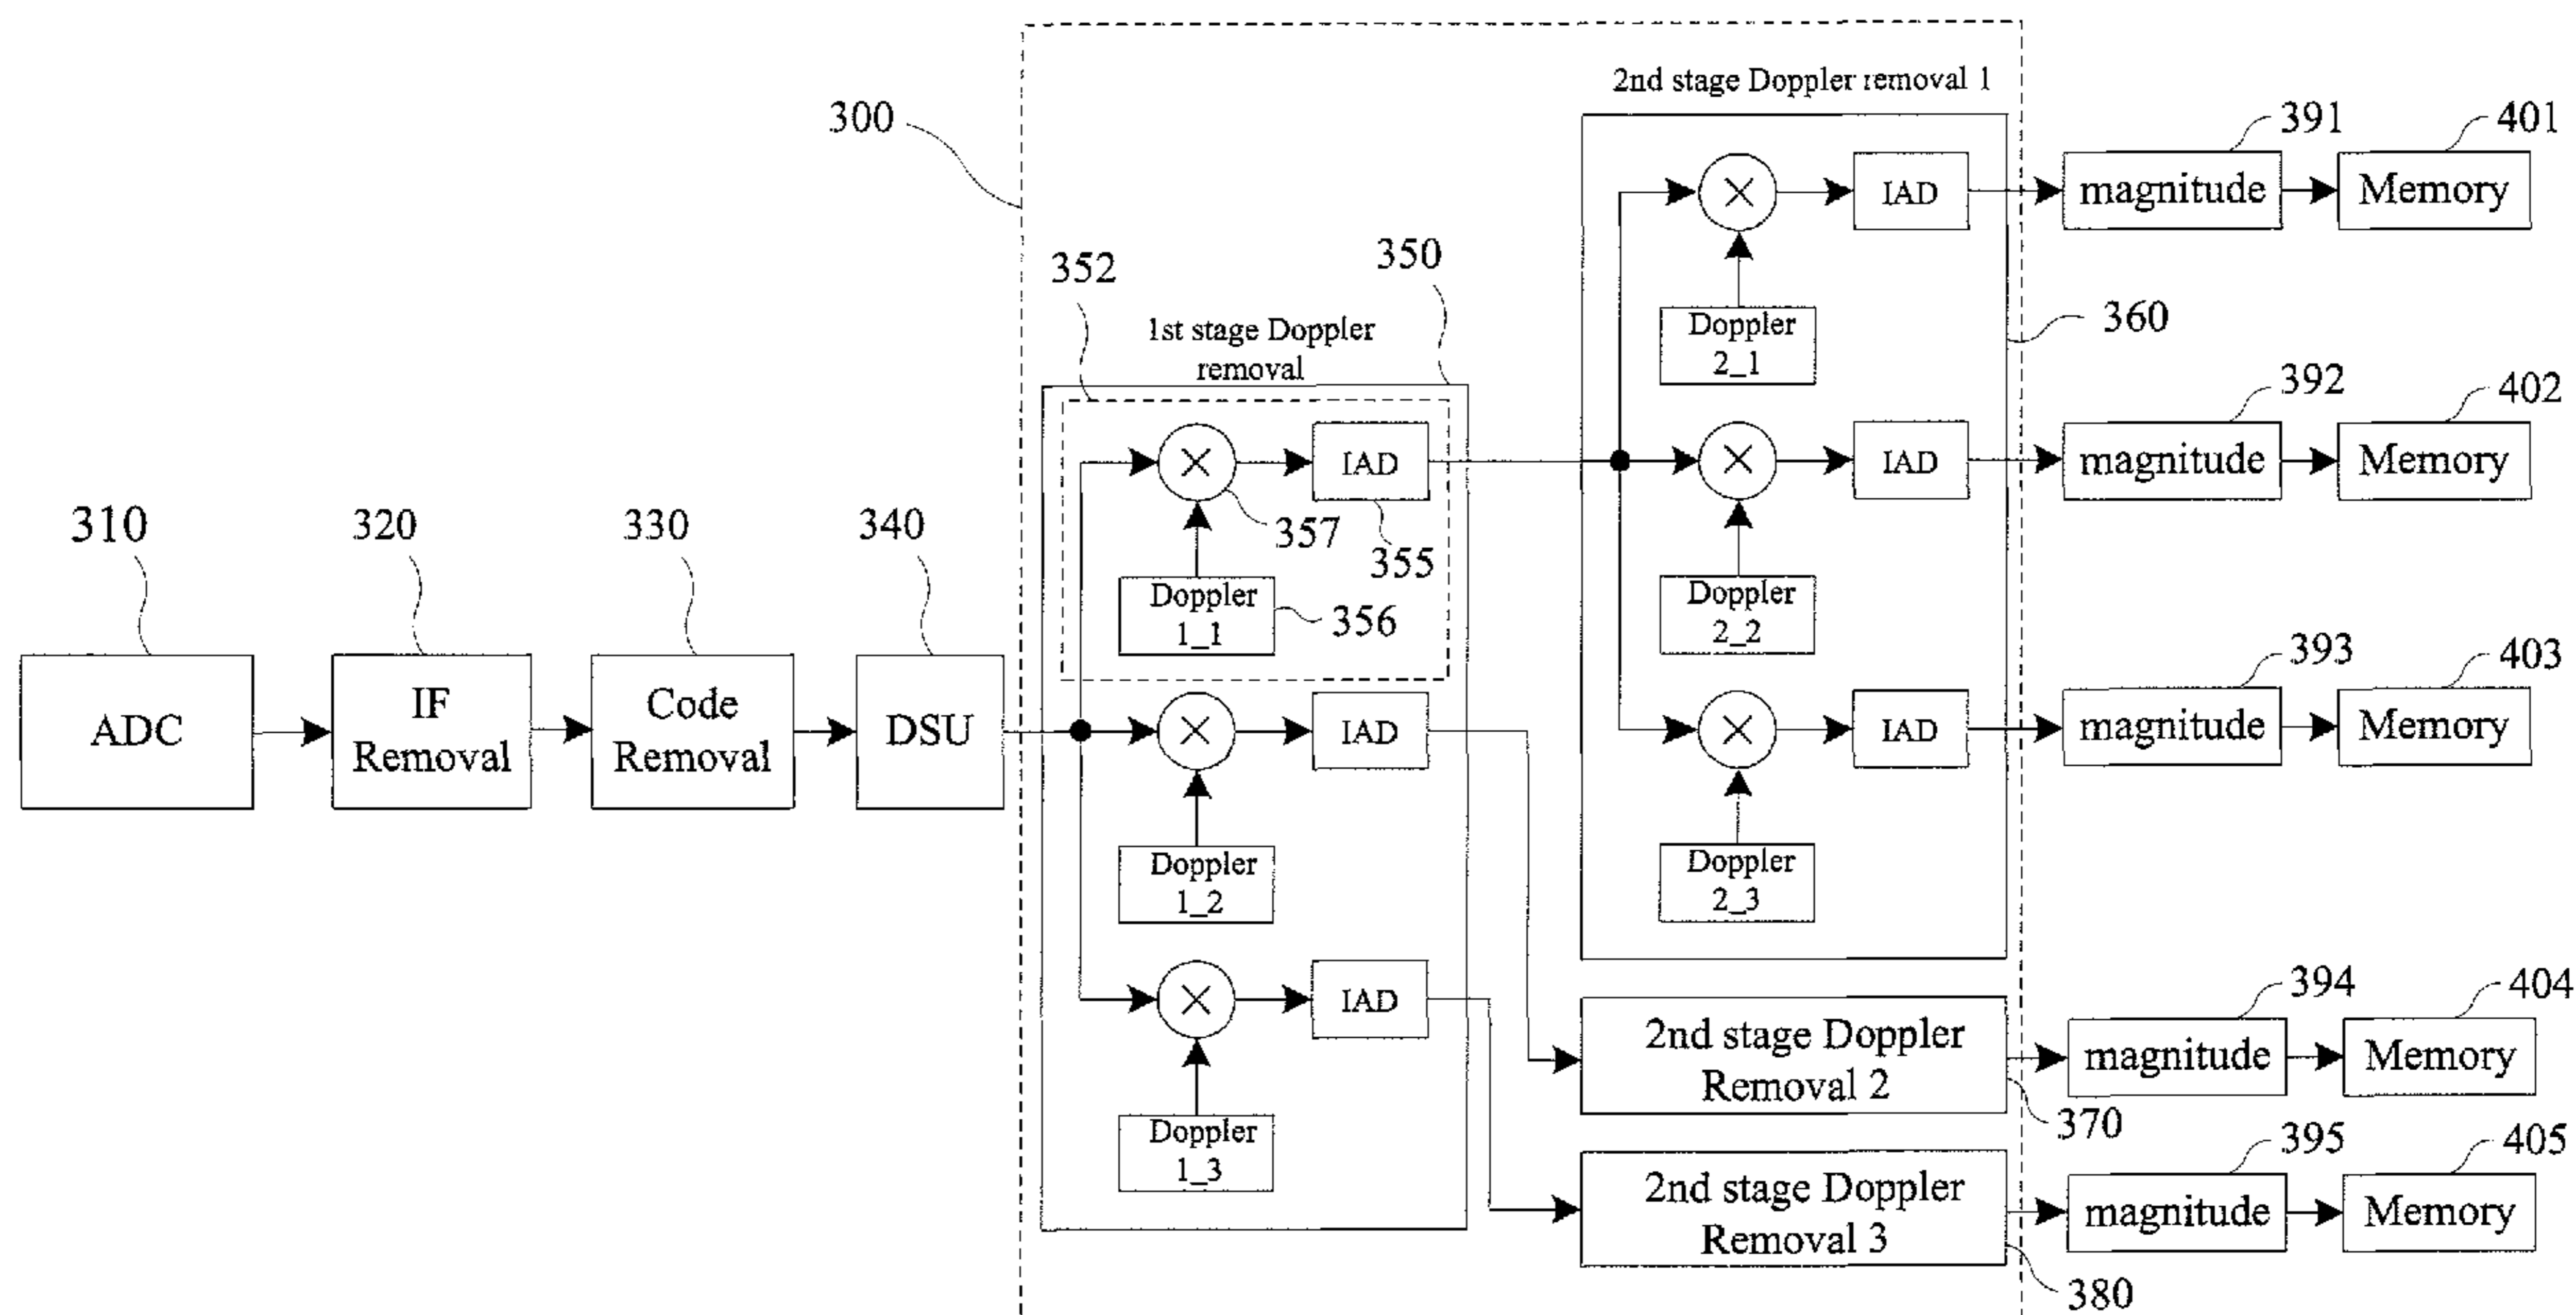 2nd stage Doppler removal 1
300
391
401
magnitude
Memory
IAD
352
350
1st stage Doppler
removal
Doppler
2_1
360
392
402
IAD
IAD
magnitude
Memory
357
355
310
320
330
340
Doppler
1_1
356
Doppler
2_2
393
403
ADC
IF
Removal
Code
Removal
DSU
IAD
IAD
magnitude
Memory
Doppler
1_2
Doppler
2_3
IAD
394
404
2nd stage Doppler
Removal 2
magnitude
Memory
370
Doppler
1_3
395
405
2nd stage Doppler
Removal 3
magnitude
Memory
380